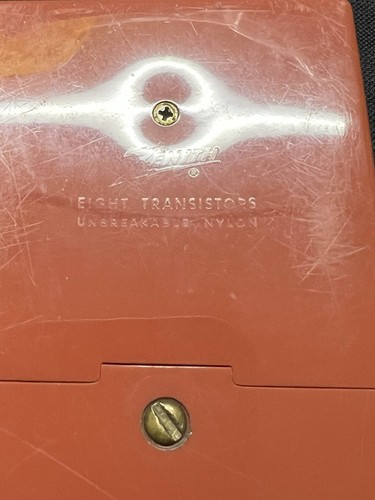 ZENITH
®
EIGHT TRANSISTORS
UNBREAKABLE NYLON